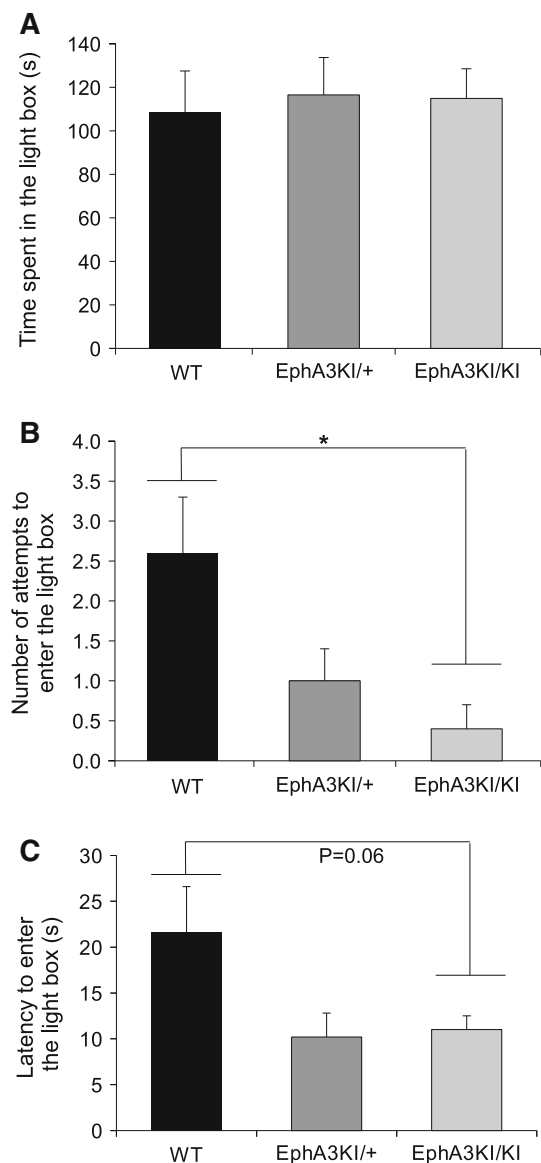 A
Time spent in the light box (s)
140
120
100
80
60
40
20
0
WT
EphA3KI/+
EphA3KI/KI
B
Number of attempts to
enter the light box
4.0
3.5
3.0
2.5
2.0
1.5
1.0
0.5
0.0
*
WT
EphA3KI/+
EphA3KI/KI
C
Latency to enter
the light box (s)
30
25
20
15
10
5
0
P=0.06
WT
EphA3KI/+
EphA3KI/KI